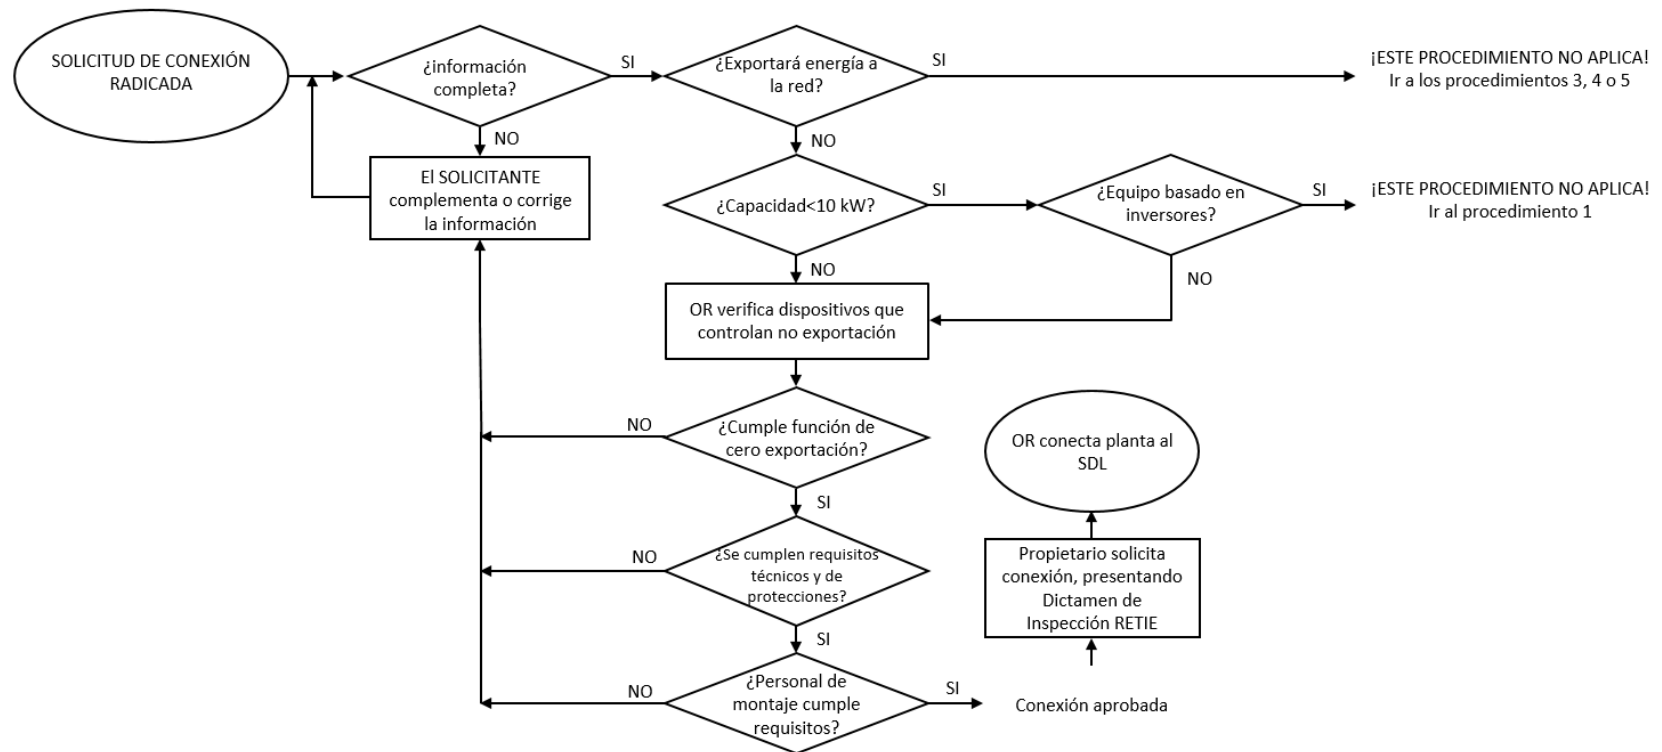 SOLICITUD DE CONEXIÓN
RADICADA
¿información
completa?
SI
¿Exportará energía a
la red?
SI
¡ESTE PROCEDIMIENTO NO APLICA!
Ir a los procedimientos 3, 4 o 5
NO
NO
El SOLICITANTE
complementa o corrige
la información
¿Capacidad<10 kW?
SI
¿Equipo basado en
inversores?
SI
¡ESTE PROCEDIMIENTO NO APLICA!
Ir al procedimiento 1
NO
NO
OR verifica dispositivos que
controlan no exportación
NO
¿Cumple función de
cero exportación?
OR conecta planta al
SDL
SI
NO
¿Se cumplen requisitos
técnicos y de
protecciones?
Propietario solicita
conexión, presentando
Dictamen de
Inspección RETIE
SI
NO
¿Personal de
montaje cumple
requisitos?
SI
Conexión aprobada